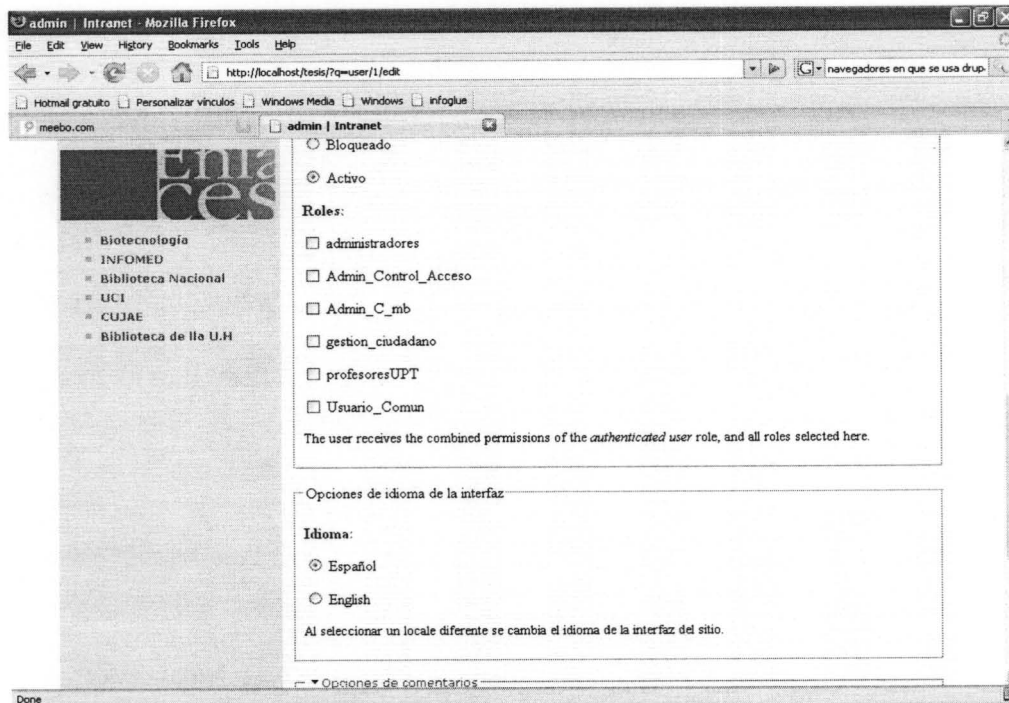 admin | Intranet - Mozilla Firefox
File Edit View History Bookmarks Tools Help
http://localhost/tesis/?q=user/1/edit
G navegadores en que se usa drup
Hotmail gratuito Personalizar vínculos Windows Media Windows infoglue
meebo.com admin | Intranet
Enla
ces
Biotecnología
INFOMED
Biblioteca Nacional
UCI
CUJAE
Biblioteca de lla U.H
Bloqueado
Activo
Roles:
administradores
Admin_Control_Acceso
Admin_C_mb
gestion_ciudadano
profesoresUPT
Usuario_Comun
The user receives the combined permissions of the authenticated user role, and all roles selected here.
Opciones de idioma de la interfaz
Idioma:
Español
English
Al seleccionar un locale diferente se cambia el idioma de la interfaz del sitio.
Opciones de comentarios
Done